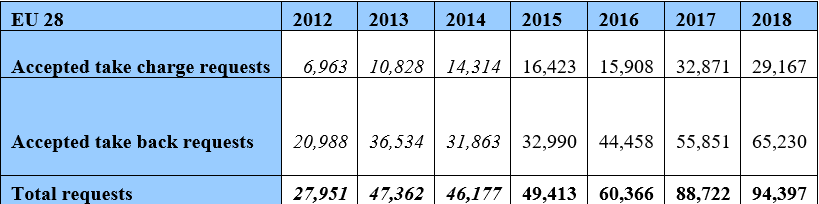 EU 28 2012 2013 2014 2015 2016 2017 2018
Accepted take charge requests 6,963 10,828 14,314 16,423 15,908 32,871 29,167
Accepted take back requests 20,988 36,534 31,863 32,990 44,458 55,851 65,230
Total requests 27,951 47,362 46,177 49,413 60,366 88,722 94,397